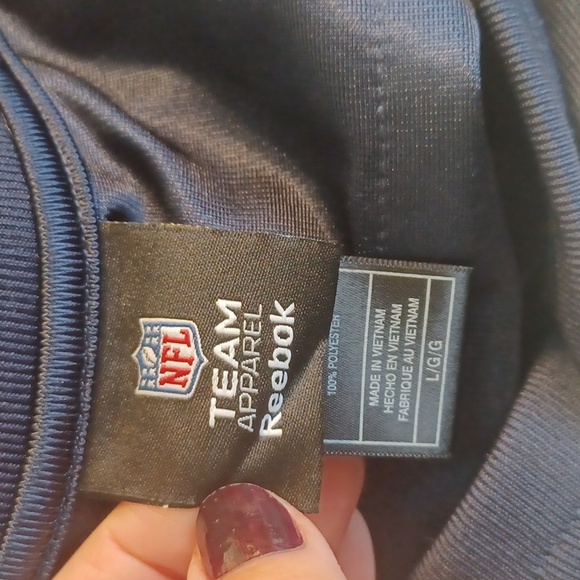 NFL
TEAM
APPAREL
Reebok
100% POLYESTER
MADE IN VIETNAM
HECHO EN VIETNAM
FABRIQUE AU VIETNAM
L/G/G